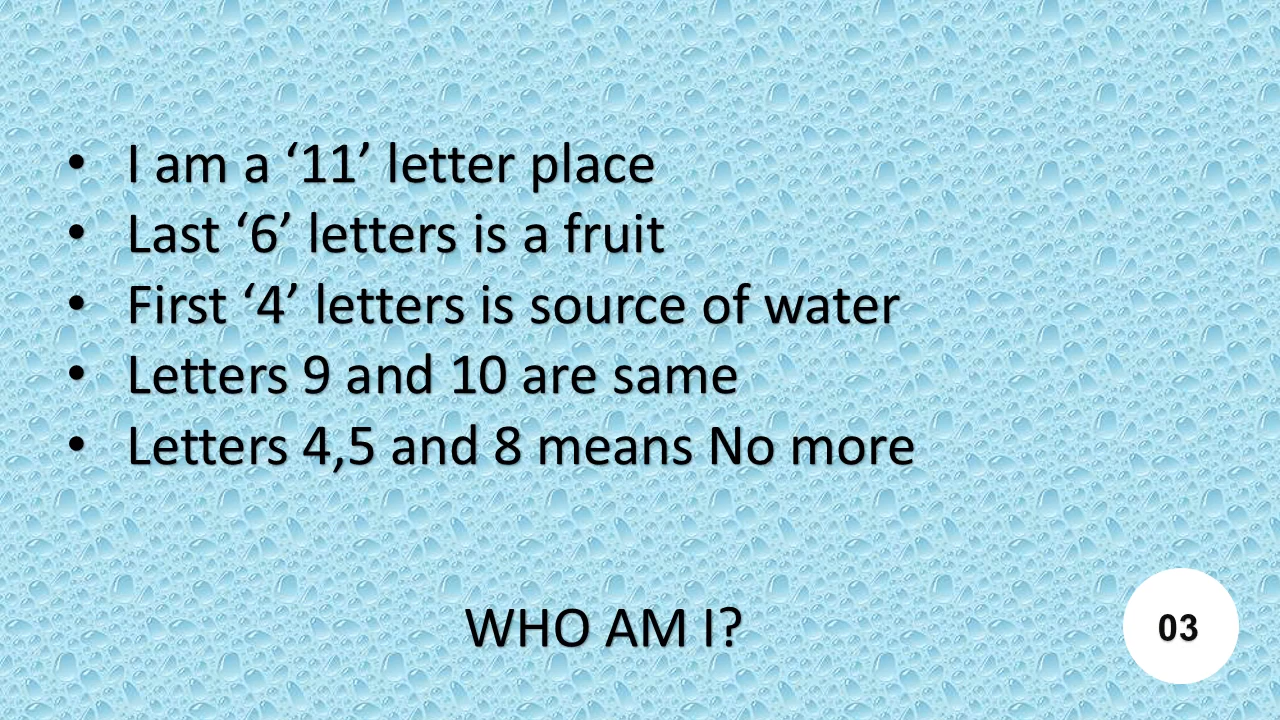 • I am a ‘11’ letter place
• Last ‘6’ letters is a fruit
• First ‘4’ letters is source of water
• Letters 9 and 10 are same
• Letters 4,5 and 8 means No more
WHO AM I?
03